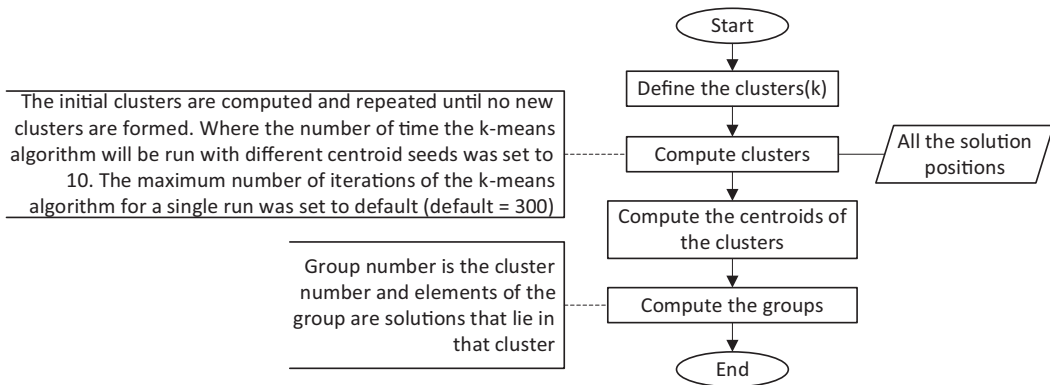 Start
Define the clusters(k)
The initial clusters are computed and repeated until no new
clusters are formed. Where the number of time the k-means
algorithm will be run with different centroid seeds was set to
10. The maximum number of iterations of the k-means
algorithm for a single run was set to default (default = 300)
Compute clusters
All the solution
positions
Compute the centroids of
the clusters
Group number is the cluster
number and elements of the
group are solutions that lie in
that cluster
Compute the groups
End